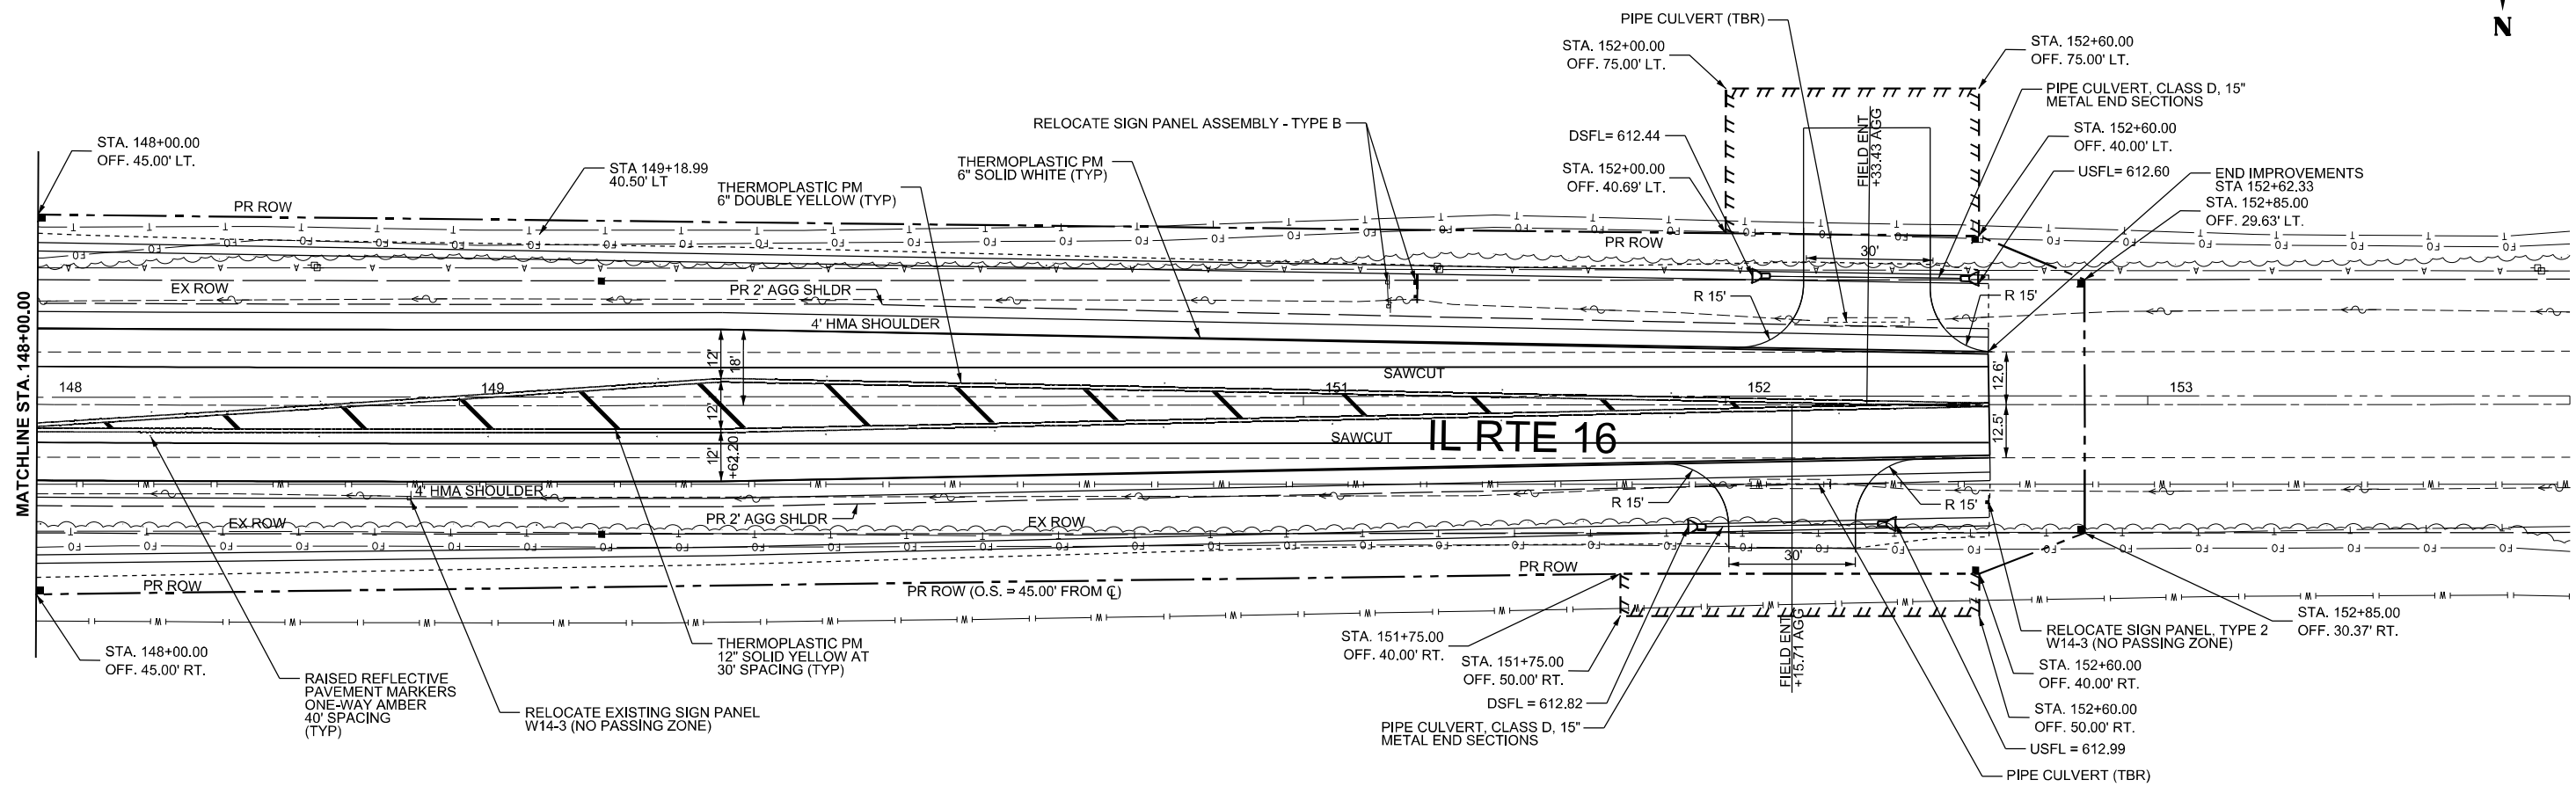 N
PIPE CULVERT (TBR)
STA. 152+00.00
OFF. 75.00' LT.
STA. 152+60.00
OFF. 75.00' LT.
PIPE CULVERT, CLASS D, 15"
METAL END SECTIONS
RELOCATE SIGN PANEL ASSEMBLY - TYPE B
DSFL= 612.44
STA. 152+60.00
OFF. 40.00' LT.
STA. 148+00.00
OFF. 45.00' LT.
STA 149+18.99
40.50' LT
THERMOPLASTIC PM
6" DOUBLE YELLOW (TYP)
THERMOPLASTIC PM
6" SOLID WHITE (TYP)
STA. 152+00.00
OFF. 40.69' LT.
FIELD ENT
+33.43 AGG
USFL= 612.60
END IMPROVEMENTS
STA 152+62.33
STA. 152+85.00
OFF. 29.63' LT.
PR ROW
PR ROW
30'
EX ROW
PR 2' AGG SHLDR
4' HMA SHOULDER
R 15'
R 15'
MATCHLINE STA. 148+00.00
12'
18'
SAWCUT
148
149
151
152
153
12.6'
12'
12.5'
IL RTE 16
SAWCUT
12'
+62.20
4' HMA SHOULDER
R 15'
R 15'
EX ROW
PR 2' AGG SHLDR
EX ROW
30'
PR ROW
PR ROW (O.S. = 45.00' FROM ℄)
PR ROW
STA. 148+00.00
OFF. 45.00' RT.
RAISED REFLECTIVE
PAVEMENT MARKERS
ONE-WAY AMBER
40' SPACING
(TYP)
RELOCATE EXISTING SIGN PANEL
W14-3 (NO PASSING ZONE)
THERMOPLASTIC PM
12" SOLID YELLOW AT
30' SPACING (TYP)
STA. 151+75.00
OFF. 40.00' RT.
STA. 151+75.00
OFF. 50.00' RT.
DSFL = 612.82
PIPE CULVERT, CLASS D, 15"
METAL END SECTIONS
FIELD ENT
+15.71 AGG
STA. 152+85.00
OFF. 30.37' RT.
RELOCATE SIGN PANEL, TYPE 2
W14-3 (NO PASSING ZONE)
STA. 152+60.00
OFF. 40.00' RT.
STA. 152+60.00
OFF. 50.00' RT.
USFL = 612.99
PIPE CULVERT (TBR)